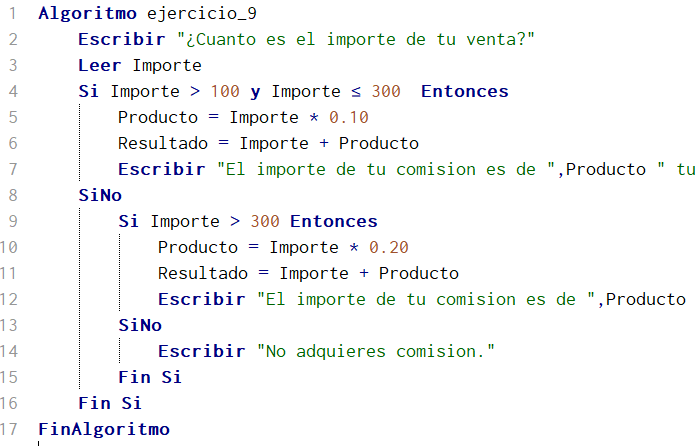 1 Algoritmo ejercicio_9
2 Escribir "¿Cuanto es el importe de tu venta?"
3 Leer Importe
4 Si Importe > 100 y Importe ≤ 300 Entonces
5 Producto = Importe * 0.10
6 Resultado = Importe + Producto
7 Escribir "El importe de tu comision es de ",Producto " tu
8 SiNo
9 Si Importe > 300 Entonces
10 Producto = Importe * 0.20
11 Resultado = Importe + Producto
12 Escribir "El importe de tu comision es de ",Producto
13 SiNo
14 Escribir "No adquieres comision."
15 Fin Si
16 Fin Si
17 FinAlgoritmo